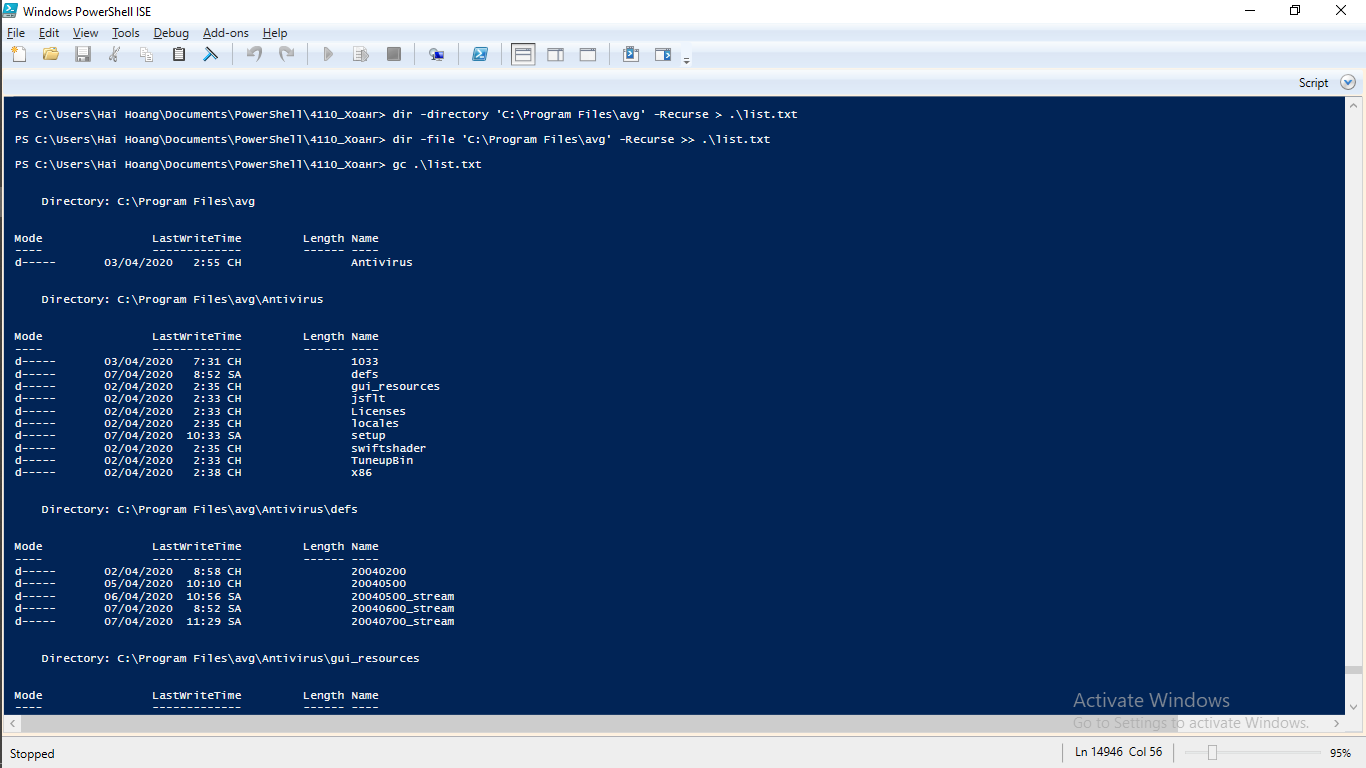 Windows PowerShell ISE
File Edit View Tools Debug Add-ons Help
Script
PS C:\Users\Hai Hoang\Documents\PowerShell\4110_Хоанг> dir -directory 'C:\Program Files\avg' -Recurse > .\list.txt
PS C:\Users\Hai Hoang\Documents\PowerShell\4110_Хоанг> dir -file 'C:\Program Files\avg' -Recurse >> .\list.txt
PS C:\Users\Hai Hoang\Documents\PowerShell\4110_Хоанг> gc .\list.txt
Directory: C:\Program Files\avg
Mode LastWriteTime Length Name
---- ------------- ------ ----
d----- 03/04/2020 2:55 CH Antivirus
Directory: C:\Program Files\avg\Antivirus
Mode LastWriteTime Length Name
---- ------------- ------ ----
d----- 03/04/2020 7:31 CH 1033
d----- 07/04/2020 8:52 SA defs
d----- 02/04/2020 2:35 CH gui_resources
d----- 02/04/2020 2:33 CH jsflt
d----- 02/04/2020 2:33 CH Licenses
d----- 02/04/2020 2:35 CH locales
d----- 07/04/2020 10:33 SA setup
d----- 02/04/2020 2:35 CH swiftshader
d----- 02/04/2020 2:33 CH TuneupBin
d----- 02/04/2020 2:38 CH x86
Directory: C:\Program Files\avg\Antivirus\defs
Mode LastWriteTime Length Name
---- ------------- ------ ----
d----- 02/04/2020 8:58 CH 20040200
d----- 05/04/2020 10:10 CH 20040500
d----- 06/04/2020 10:56 SA 20040500_stream
d----- 07/04/2020 8:52 SA 20040600_stream
d----- 07/04/2020 11:29 SA 20040700_stream
Directory: C:\Program Files\avg\Antivirus\gui_resources
Mode LastWriteTime Length Name
---- ------------- ------ ----
Activate Windows
Go to Settings to activate Windows.
Stopped
Ln 14946 Col 56
95%